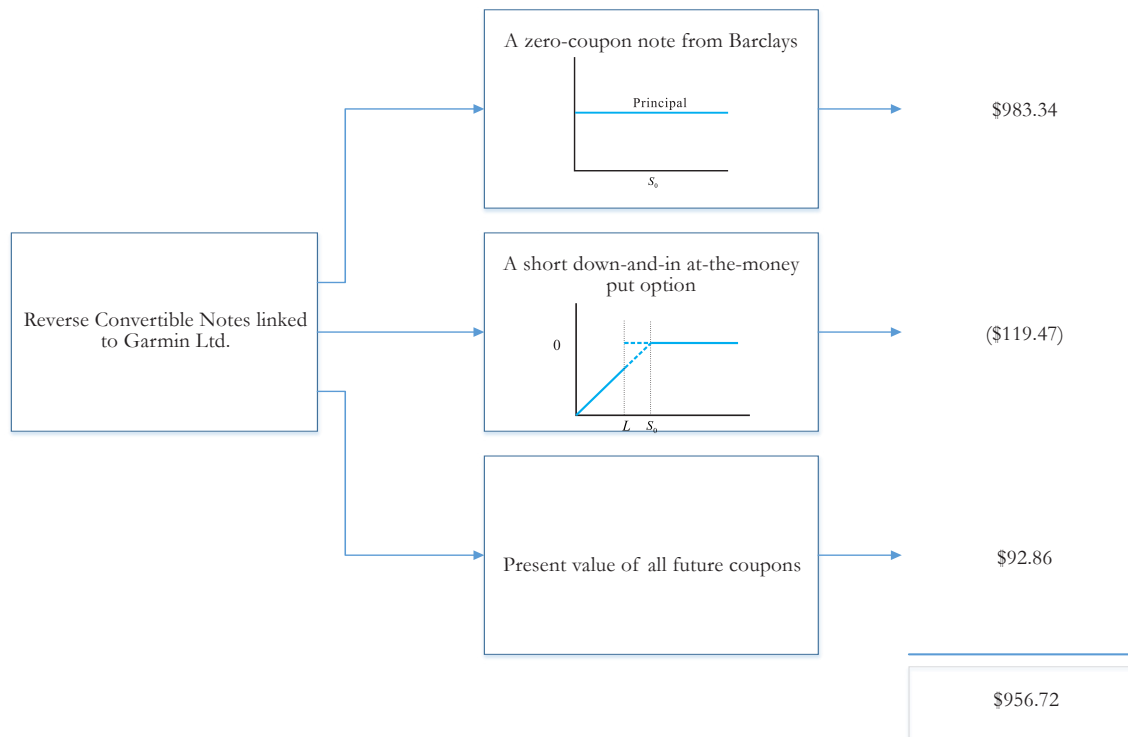 A zero-coupon note from Barclays
Principal
S₀
$983.34
Reverse Convertible Notes linked
to Garmin Ltd.
A short down-and-in at-the-money
put option
0
L S₀
($119.47)
Present value of all future coupons
$92.86
$956.72